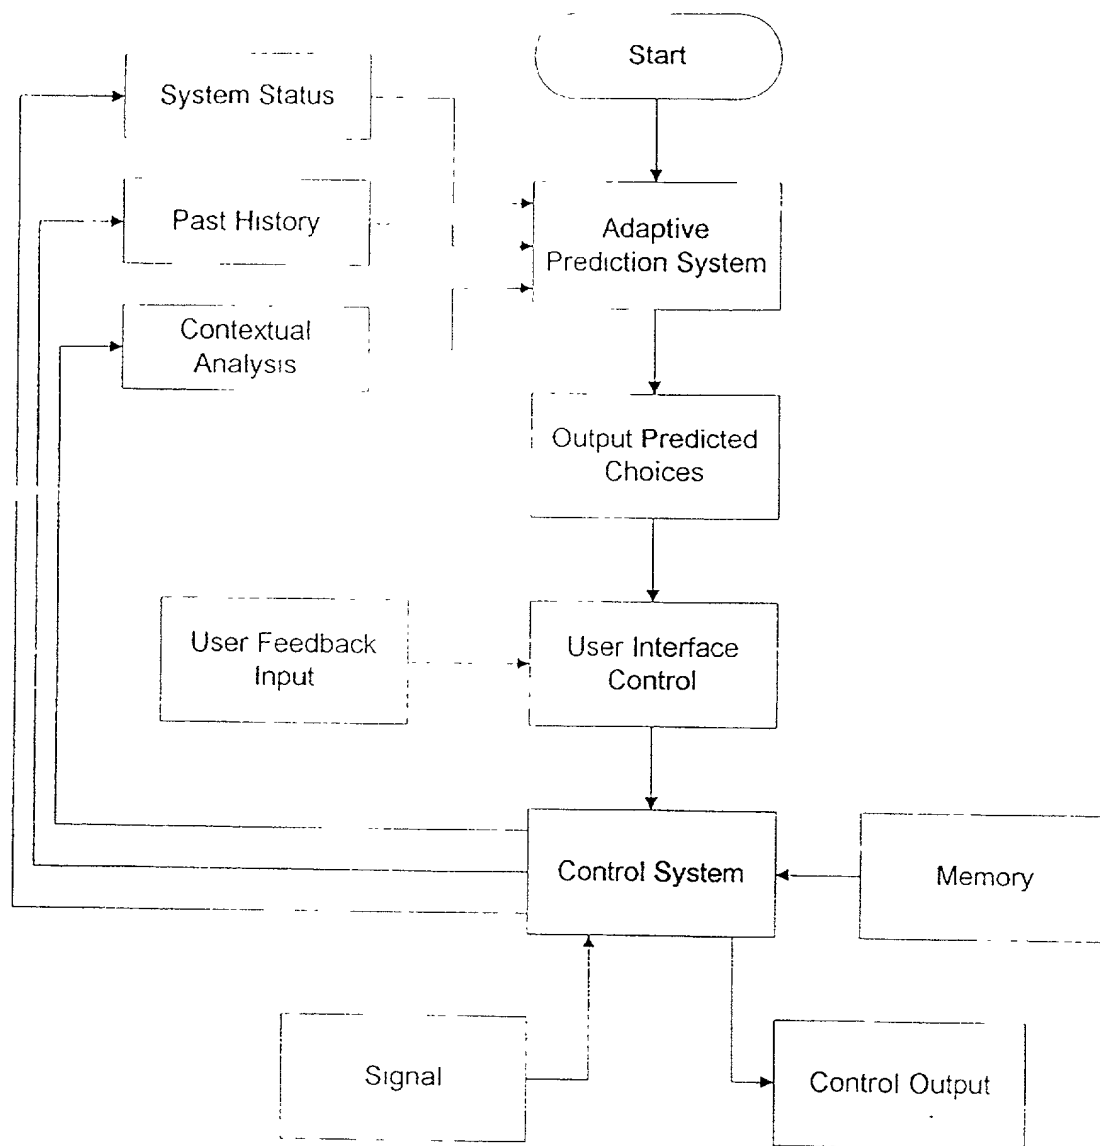 Start
System Status
Past History
Adaptive
Prediction System
Contextual
Analysis
Output Predicted
Choices
User Feedback
Input
User Interface
Control
Control System
Memory
Signal
Control Output